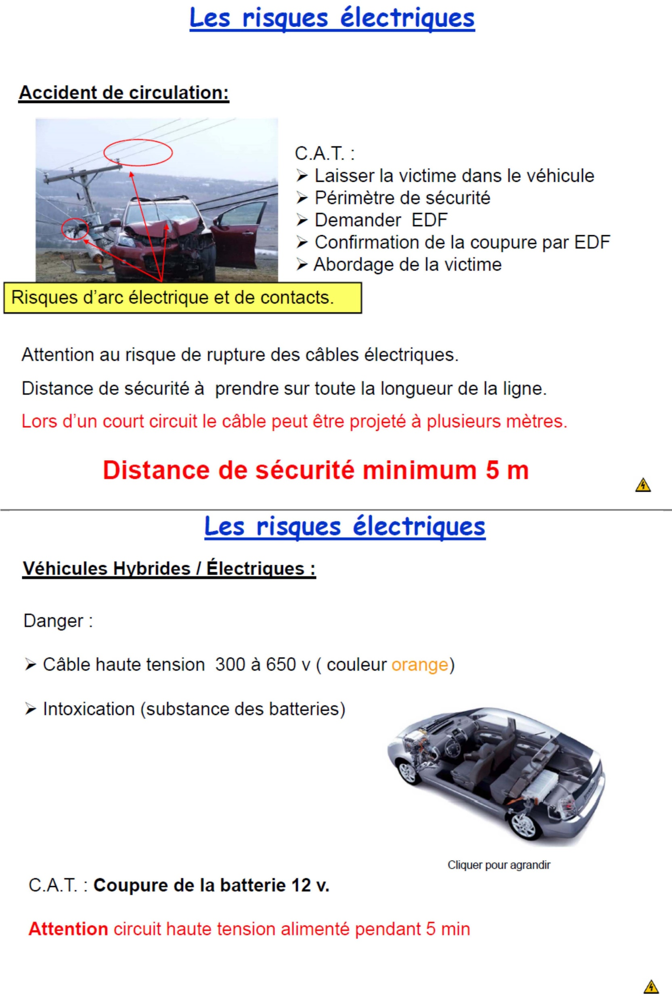 Les risques électriques
Accident de circulation:
C.A.T. :
➢ Laisser la victime dans le véhicule
➢ Périmètre de sécurité
➢ Demander EDF
➢ Confirmation de la coupure par EDF
➢ Abordage de la victime
Risques d’arc électrique et de contacts.
Attention au risque de rupture des câbles électriques.
Distance de sécurité à prendre sur toute la longueur de la ligne.
Lors d’un court circuit le câble peut être projeté à plusieurs mètres.
Distance de sécurité minimum 5 m
Les risques électriques
Véhicules Hybrides / Électriques :
Danger :
➢ Câble haute tension 300 à 650 v ( couleur orange)
➢ Intoxication (substance des batteries)
Cliquer pour agrandir
C.A.T. : Coupure de la batterie 12 v.
Attention circuit haute tension alimenté pendant 5 min